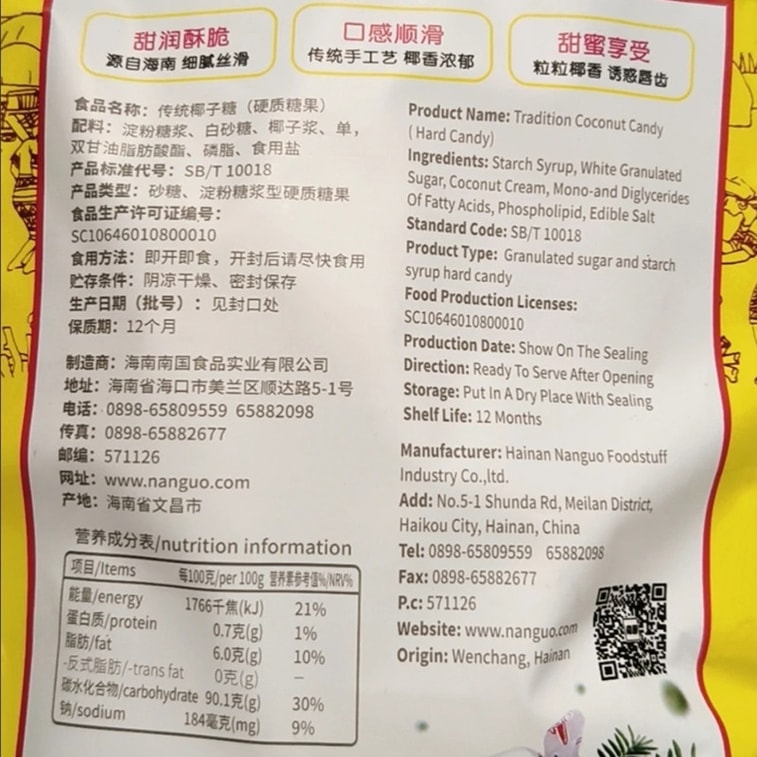 甜润酥脆
源自海南 细腻丝滑
口感顺滑
传统手工艺 椰香浓郁
甜蜜享受
粒粒椰香 诱惑唇齿
食品名称：传统椰子糖（硬质糖果）
配料：淀粉糖浆、白砂糖、椰子浆、单，
双甘油脂肪酸酯、磷脂、食用盐
产品标准代号：SB/T 10018
产品类型：砂糖、淀粉糖浆型硬质糖果
食品生产许可证编号：
SC10646010800010
食用方法：即开即食，开封后请尽快食用
贮存条件：阴凉干燥、密封保存
生产日期（批号）：见封口处
保质期：12个月
制造商：海南南国食品实业有限公司
地址：海南省海口市美兰区顺达路5-1号
电话：0898-65809559 65882098
传真：0898-65882677
邮编：571126
网址：www.nanguo.com
产地：海南省文昌市
营养成分表/nutrition information
项目/Items 每100克/per 100g 营养素参考值%/NRV%
能量/energy 1766千焦(kJ) 21%
蛋白质/protein 0.7克(g) 1%
脂肪/fat 6.0克(g) 10%
-反式脂肪/-trans fat 0克(g) –
碳水化合物/carbohydrate 90.1克(g) 30%
钠/sodium 184毫克(mg) 9%
Product Name: Tradition Coconut Candy
( Hard Candy)
Ingredients: Starch Syrup, White Granulated
Sugar, Coconut Cream, Mono-and Diglycerides
Of Fatty Acids, Phospholipid, Edible Salt
Standard Code: SB/T 10018
Product Type: Granulated sugar and starch
syrup hard candy
Food Production Licenses:
SC10646010800010
Production Date: Show On The Sealing
Direction: Ready To Serve After Opening
Storage: Put In A Dry Place With Sealing
Shelf Life: 12 Months
Manufacturer: Hainan Nanguo Foodstuff
Industry Co.,ltd.
Add: No.5-1 Shunda Rd, Meilan District,
Haikou City, Hainan, China
Tel: 0898-65809559 65882098
Fax: 0898-65882677
P.c: 571126
Website: www.nanguo.com
Origin: Wenchang, Hainan